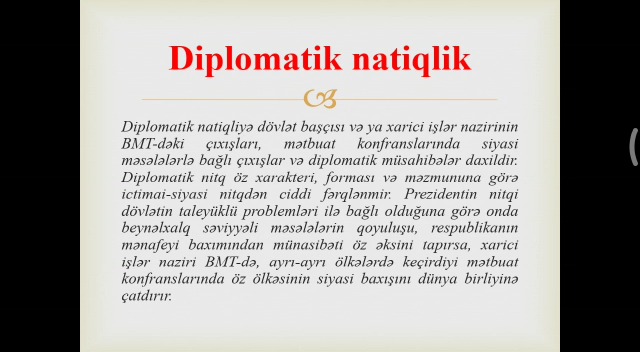 Diplomatik natiqlik
Diplomatik natiqliyə dövlət başçısı və ya xarici işlər nazirinin
BMT-dəki çıxışları, mətbuat konfranslarında siyasi
məsələlərlə bağlı çıxışlar və diplomatik müsahibələr daxildir.
Diplomatik nitq öz xarakteri, forması və məzmununa görə
ictimai-siyasi nitqdən ciddi fərqlənmir. Prezidentin nitqi
dövlətin taleyüklü problemləri ilə bağlı olduğuna görə onda
beynəlxalq səviyyəli məsələlərin qoyuluşu, respublikanın
mənafeyi baxımından münasibəti öz əksini tapırsa, xarici
işlər naziri BMT-də, ayrı-ayrı ölkələrdə keçirdiyi mətbuat
konfranslarında öz ölkəsinin siyasi baxışını dünya birliyinə
çatdırır.